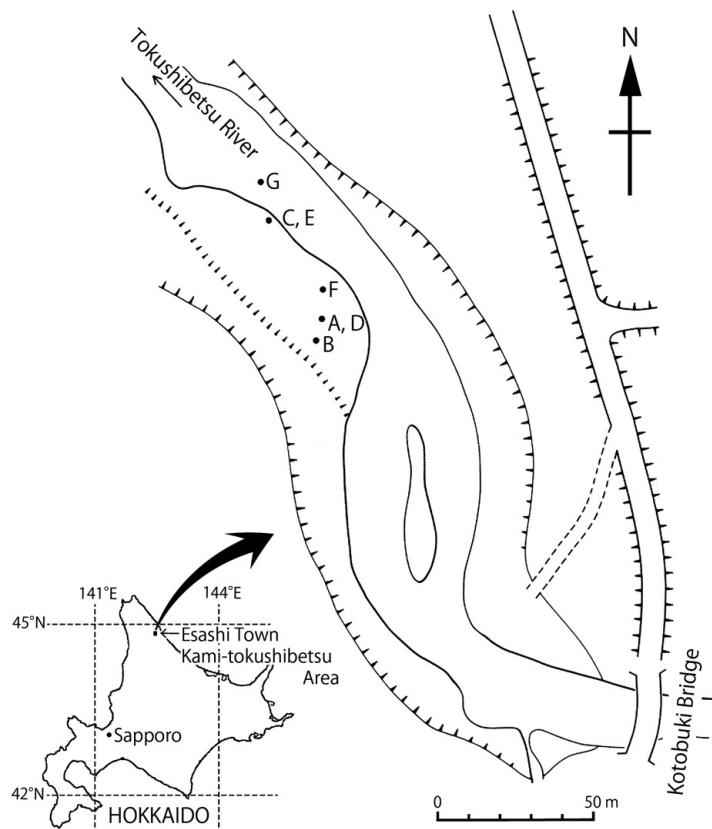 Tokushibetsu River
N
G
C, E
F
A, D
B
141°E
144°E
45°N
Esashi Town
Kami-tokushibetsu
Area
Sapporo
42°N
HOKKAIDO
Kotobuki Bridge
0
50 m